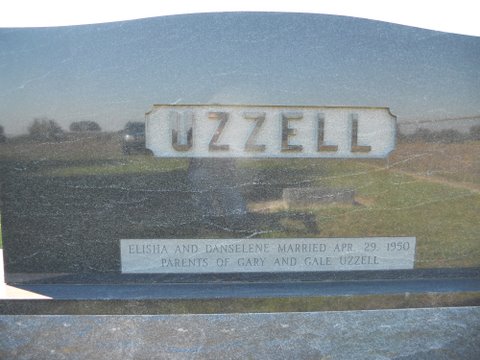 UZZELL
ELISHA AND DANSELENE MARRIED APR. 29, 1950
PARENTS OF GARY AND GALE UZZELL